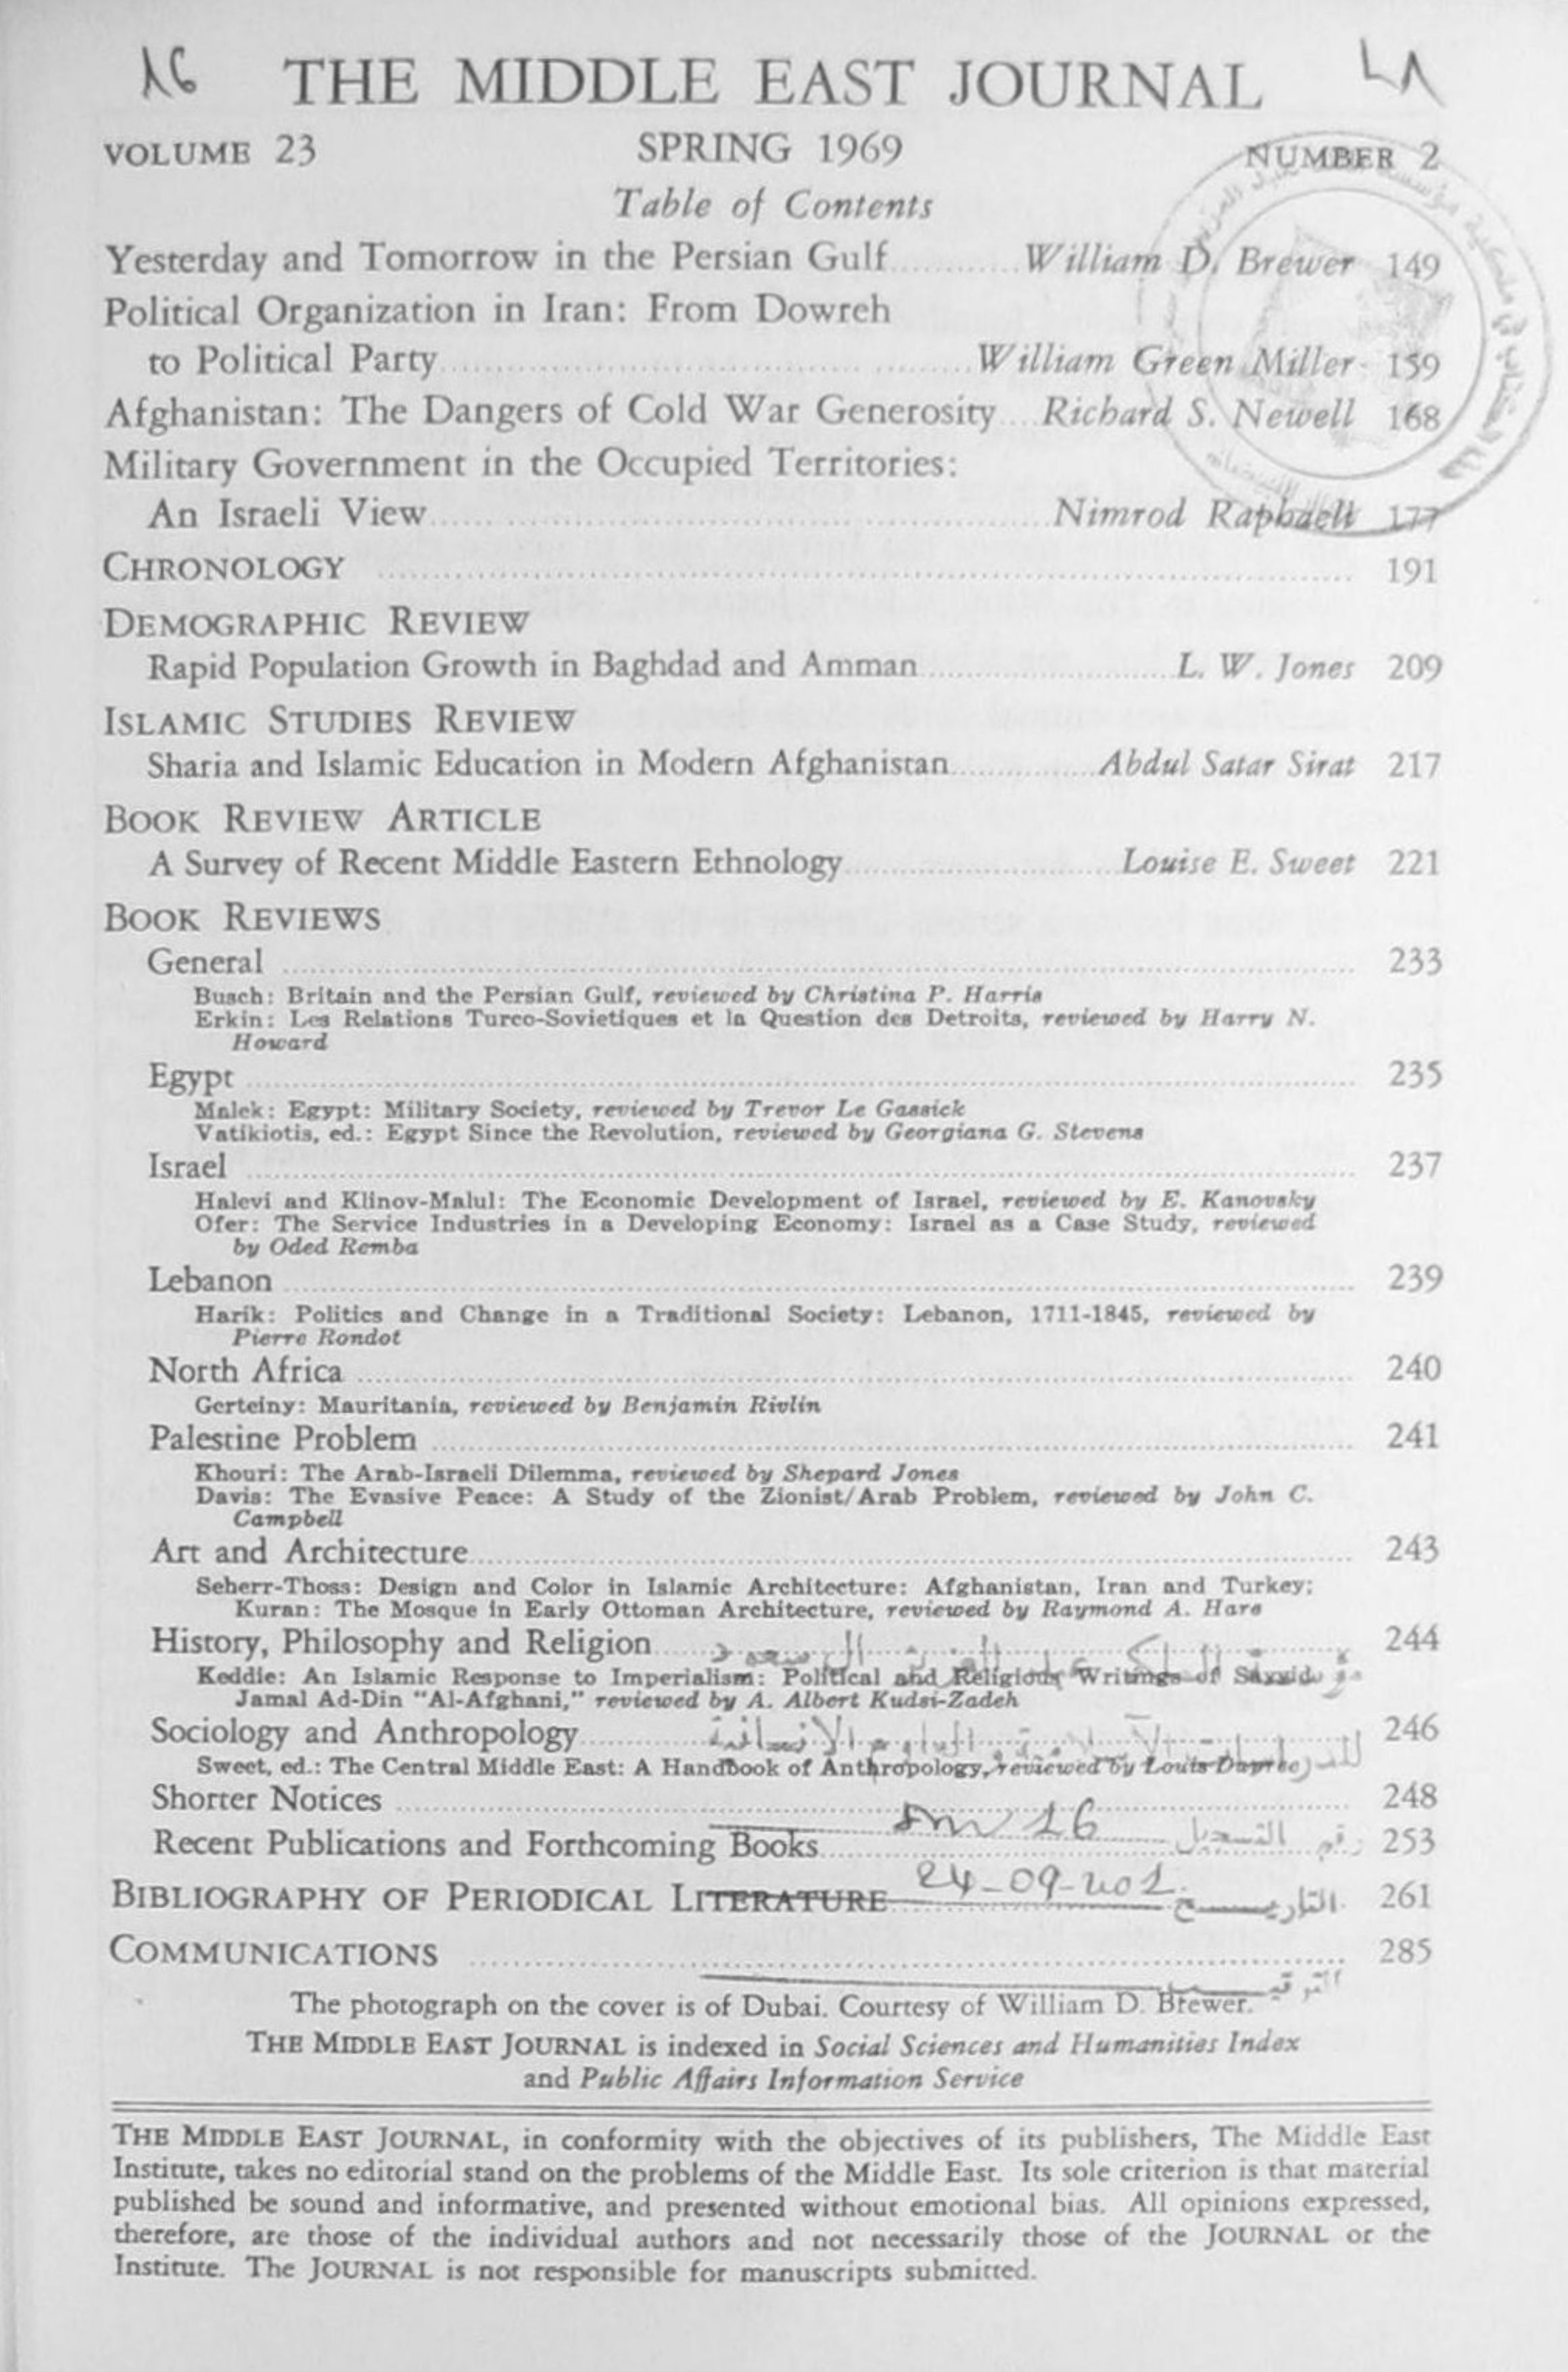 THE MIDDLE EAST JOURNAL
VOLUME 23 SPRING 1969 NUMBER 2
Table of Contents
Yesterday and Tomorrow in the Persian Gulf............William D. Brewer 149
Political Organization in Iran: From Dowreh
to Political Party............William Green Miller 159
Afghanistan: The Dangers of Cold War Generosity....Richard S. Newell 168
Military Government in the Occupied Territories:
An Israeli View............Nimrod Raphaeli 177
CHRONOLOGY ............ 191
DEMOGRAPHIC REVIEW
Rapid Population Growth in Baghdad and Amman............L. W. Jones 209
ISLAMIC STUDIES REVIEW
Sharia and Islamic Education in Modern Afghanistan............Abdul Satar Sirat 217
BOOK REVIEW ARTICLE
A Survey of Recent Middle Eastern Ethnology............Louise E. Sweet 221
BOOK REVIEWS
General ............ 233
Busch: Britain and the Persian Gulf, reviewed by Christina P. Harris
Erkin: Les Relations Turco-Sovietiques et la Question des Detroits, reviewed by Harry N.
Howard
Egypt ............ 235
Malek: Egypt: Military Society, reviewed by Trevor Le Gassick
Vatikiotis, ed.: Egypt Since the Revolution, reviewed by Georgiana G. Stevens
Israel ............ 237
Halevi and Klinov-Malul: The Economic Development of Israel, reviewed by E. Kanovsky
Ofer: The Service Industries in a Developing Economy: Israel as a Case Study, reviewed
by Oded Remba
Lebanon ............ 239
Harik: Politics and Change in a Traditional Society: Lebanon, 1711-1845, reviewed by
Pierre Rondot
North Africa ............ 240
Gerteiny: Mauritania, reviewed by Benjamin Rivlin
Palestine Problem ............ 241
Khouri: The Arab-Israeli Dilemma, reviewed by Shepard Jones
Davis: The Evasive Peace: A Study of the Zionist/Arab Problem, reviewed by John C.
Campbell
Art and Architecture............ 243
Seherr-Thoss: Design and Color in Islamic Architecture: Afghanistan, Iran and Turkey;
Kuran: The Mosque in Early Ottoman Architecture, reviewed by Raymond A. Hare
History, Philosophy and Religion............ 244
Keddie: An Islamic Response to Imperialism: Political and Religious Writings of Sayyid
Jamal Ad-Din "Al-Afghani," reviewed by A. Albert Kudsi-Zadeh
Sociology and Anthropology............ 246
Sweet, ed.: The Central Middle East: A Handbook of Anthropology, reviewed by Louis Dupree
Shorter Notices ............ 248
Recent Publications and Forthcoming Books............ 253
رقم التسجيل
BIBLIOGRAPHY OF PERIODICAL LITERATURE............ 261
التاريخ
COMMUNICATIONS ............ 285
The photograph on the cover is of Dubai. Courtesy of William D. Brewer.
THE MIDDLE EAST JOURNAL is indexed in Social Sciences and Humanities Index
and Public Affairs Information Service
THE MIDDLE EAST JOURNAL, in conformity with the objectives of its publishers, The Middle East
Institute, takes no editorial stand on the problems of the Middle East. Its sole criterion is that material
published be sound and informative, and presented without emotional bias. All opinions expressed,
therefore, are those of the individual authors and not necessarily those of the JOURNAL or the
Institute. The JOURNAL is not responsible for manuscripts submitted.